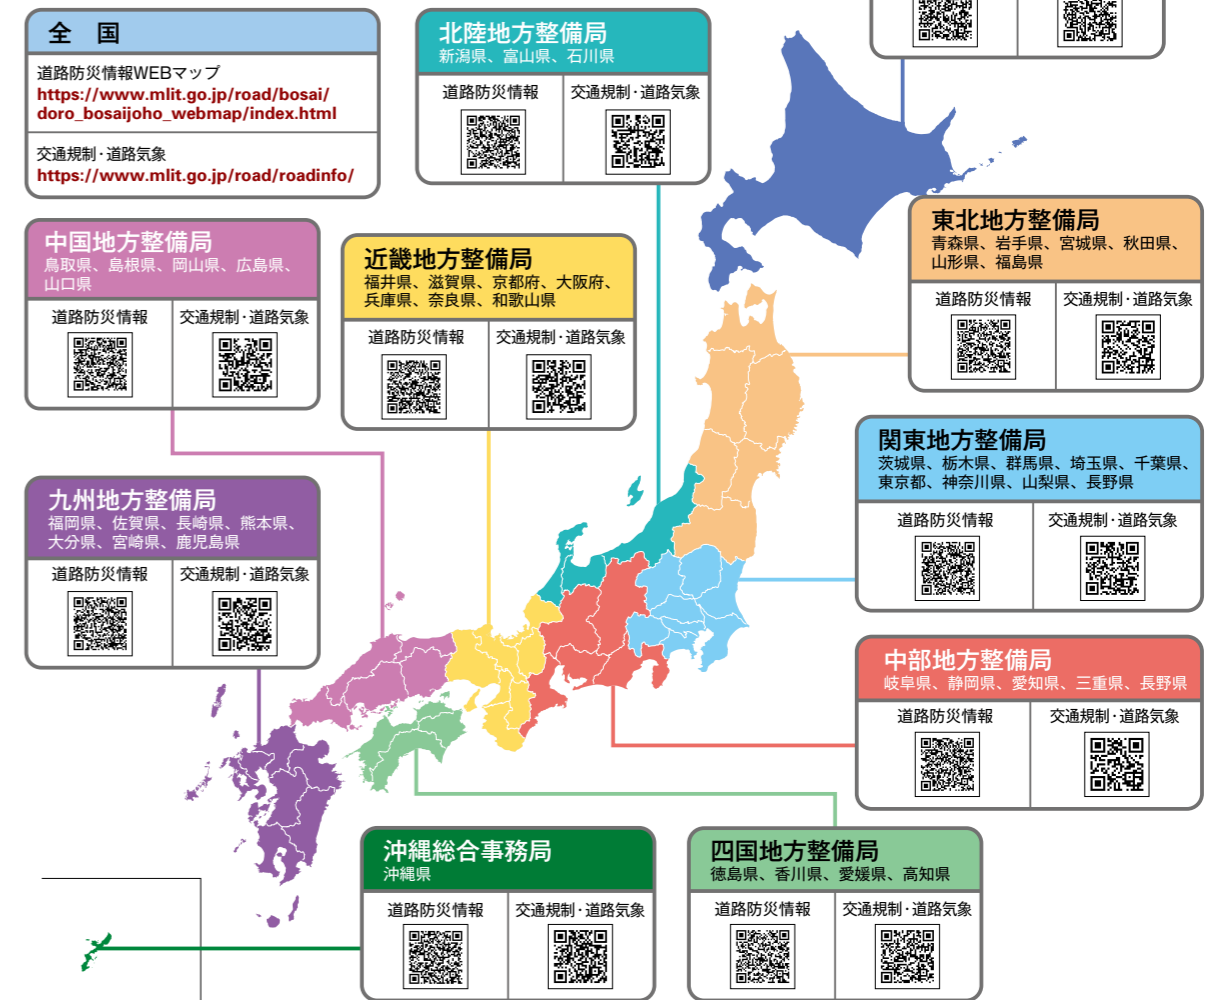 全 国
道路防災情報WEBマップ
https://www.mlit.go.jp/road/bosai/
doro_bosaijoho_webmap/index.html
交通規制・道路気象
https://www.mlit.go.jp/road/roadinfo/
北陸地方整備局
新潟県、富山県、石川県
道路防災情報
交通規制・道路気象
中国地方整備局
鳥取県、島根県、岡山県、広島県、
山口県
道路防災情報
交通規制・道路気象
近畿地方整備局
福井県、滋賀県、京都府、大阪府、
兵庫県、奈良県、和歌山県
道路防災情報
交通規制・道路気象
東北地方整備局
青森県、岩手県、宮城県、秋田県、
山形県、福島県
道路防災情報
交通規制・道路気象
関東地方整備局
茨城県、栃木県、群馬県、埼玉県、千葉県、
東京都、神奈川県、山梨県、長野県
道路防災情報
交通規制・道路気象
九州地方整備局
福岡県、佐賀県、長崎県、熊本県、
大分県、宮崎県、鹿児島県
道路防災情報
交通規制・道路気象
中部地方整備局
岐阜県、静岡県、愛知県、三重県、長野県
道路防災情報
交通規制・道路気象
沖縄総合事務局
沖縄県
道路防災情報
交通規制・道路気象
四国地方整備局
徳島県、香川県、愛媛県、高知県
道路防災情報
交通規制・道路気象